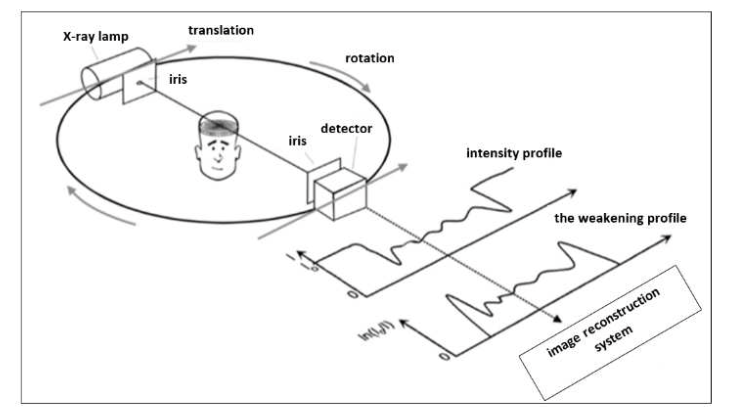 X-ray lamp
translation
rotation
iris
iris
detector
intensity profile
the weakening profile
I
I₀
0
ln(I₀/I)
0
image reconstruction
system